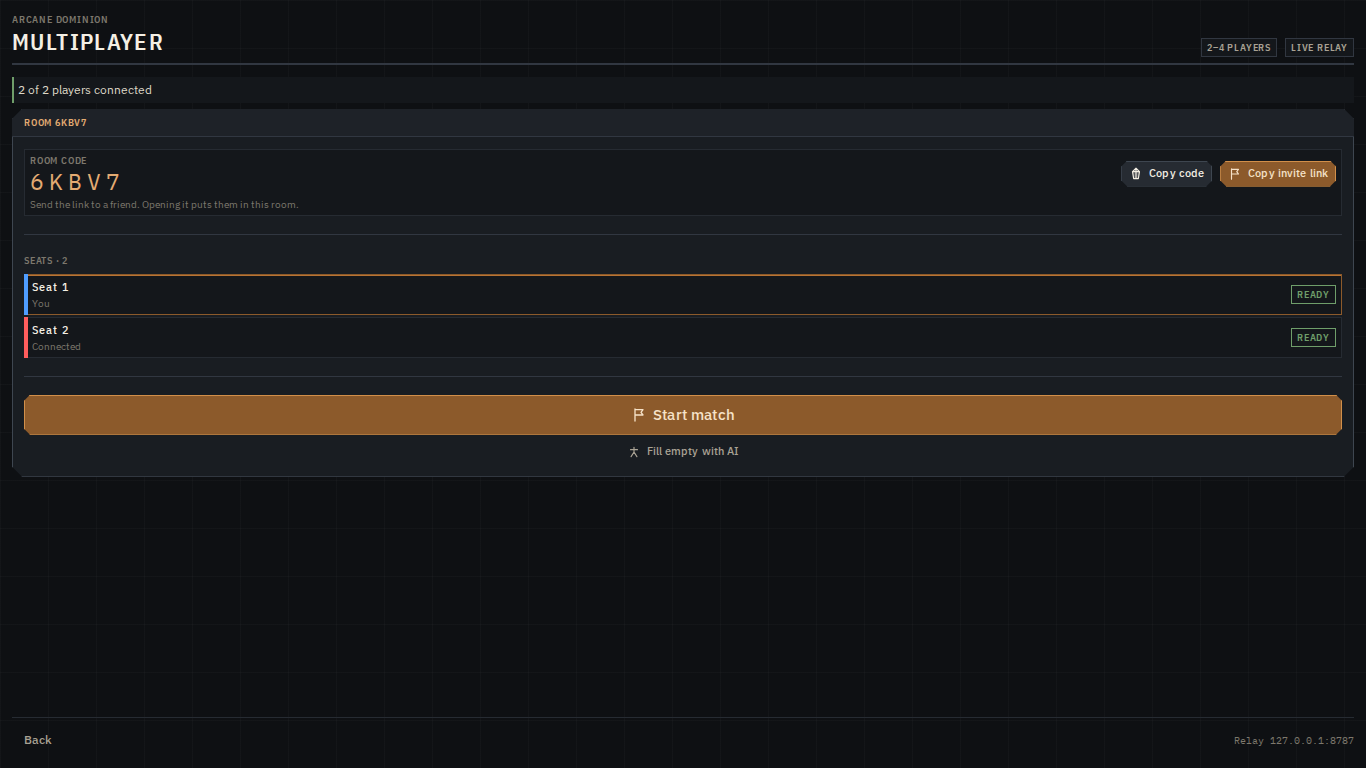 ARCANE DOMINION
MULTIPLAYER
2–4 PLAYERS
LIVE RELAY
2 of 2 players connected
ROOM 6KBV7
ROOM CODE
6KBV7
Send the link to a friend. Opening it puts them in this room.
Copy code
Copy invite link
SEATS · 2
Seat 1
You
READY
Seat 2
Connected
READY
Start match
Fill empty with AI
Back
Relay 127.0.0.1:8787